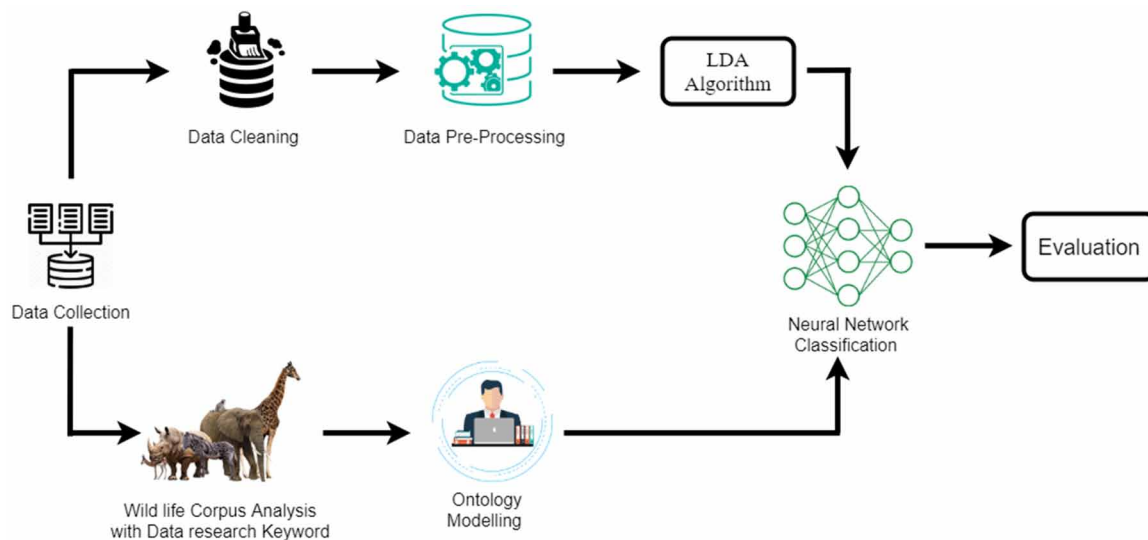 Data Cleaning
Data Pre-Processing
LDA
Algorithm
Data Collection
Neural Network
Classification
Evaluation
Wild life Corpus Analysis
with Data research Keyword
Ontology
Modelling